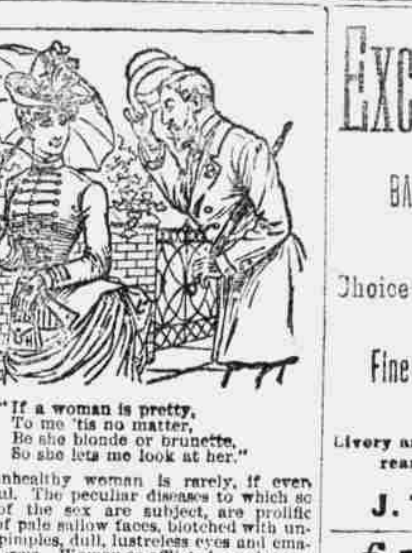 "If a woman is pretty,
To me 'tis no matter,
Be she blonde or brunette,
So she lets me look at her."
nhealthy woman is rarely, if ever,
ul. The peculiar diseases to which so
of the sex are subject, are prolific
of pale sallow faces, blotched with un-
pimples, dull, lustreless eyes and ema-
Exc
BA
Choice
Fine
Livery a
rea
J.